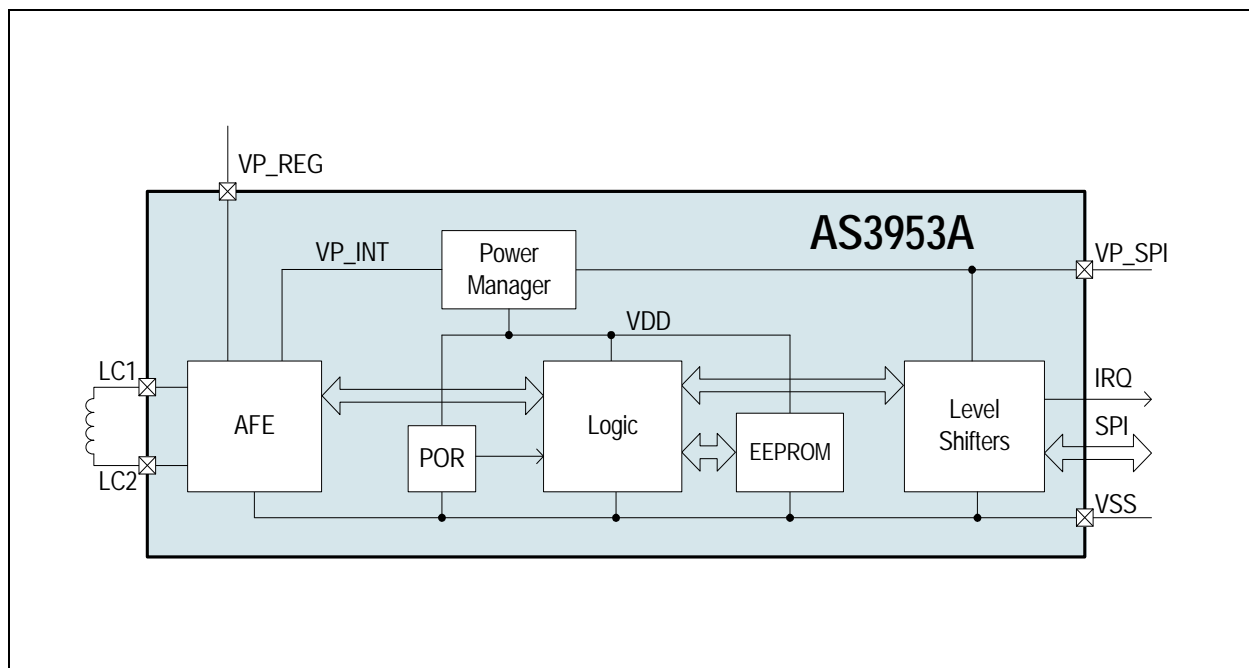 VP_REG
AS3953A
VP_INT
Power
Manager
VP_SPI
VDD
LC1
AFE
LC2
POR
Logic
EEPROM
Level
Shifters
IRQ
SPI
VSS